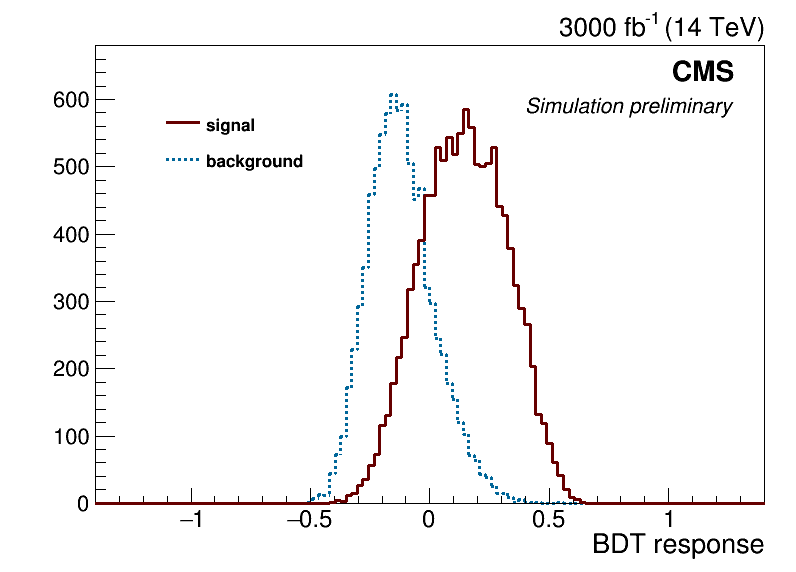 3000 fb⁻¹ (14 TeV)
CMS
Simulation preliminary
signal
background
600
500
400
300
200
100
0
−1
−0.5
0
0.5
1
BDT response